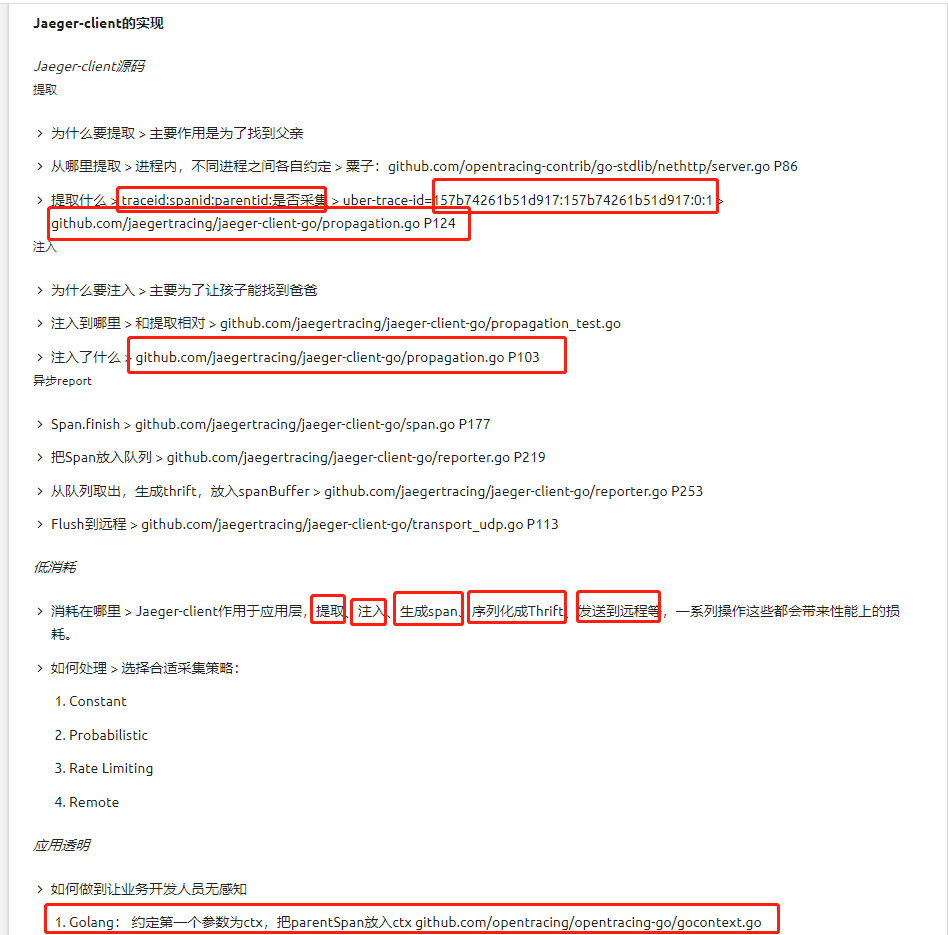 Jaeger-client的实现
Jaeger-client源码
提取
> 为什么要提取 > 主要作用是为了找到父亲
> 从哪里提取 > 进程内，不同进程之间各自约定 > 粟子：github.com/opentracing-contrib/go-stdlib/nethttp/server.go P86
> 提取什么 > traceid:spanid:parentid:是否采集 > uber-trace-id=157b74261b51d917:157b74261b51d917:0:1 >
github.com/jaegertracing/jaeger-client-go/propagation.go P124
注入
> 为什么要注入 > 主要为了让孩子能找到爸爸
> 注入到哪里 > 和提取相对 > github.com/jaegertracing/jaeger-client-go/propagation_test.go
> 注入了什么 > github.com/jaegertracing/jaeger-client-go/propagation.go P103
异步report
> Span.finish > github.com/jaegertracing/jaeger-client-go/span.go P177
> 把Span放入队列 > github.com/jaegertracing/jaeger-client-go/reporter.go P219
> 从队列取出，生成thrift，放入spanBuffer > github.com/jaegertracing/jaeger-client-go/reporter.go P253
> Flush到远程 > github.com/jaegertracing/jaeger-client-go/transport_udp.go P113
低消耗
> 消耗在哪里 > Jaeger-client作用于应用层，提取、注入、生成span、序列化成Thrift、发送到远程等，一系列操作这些都会带来性能上的损
耗。
> 如何处理 > 选择合适采集策略：
1. Constant
2. Probabilistic
3. Rate Limiting
4. Remote
应用透明
> 如何做到让业务开发人员无感知
1. Golang： 约定第一个参数为ctx，把parentSpan放入ctx github.com/opentracing/opentracing-go/gocontext.go